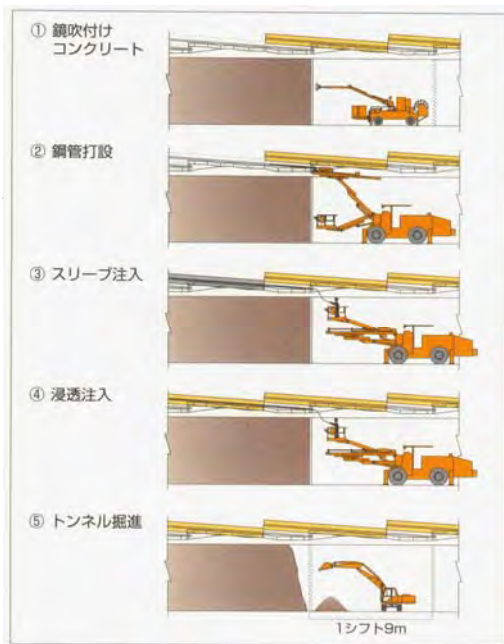 ① 鏡吹付け
コンクリート
② 鋼管打設
③ スリーブ注入
④ 浸透注入
⑤ トンネル掘進
1シフト9m